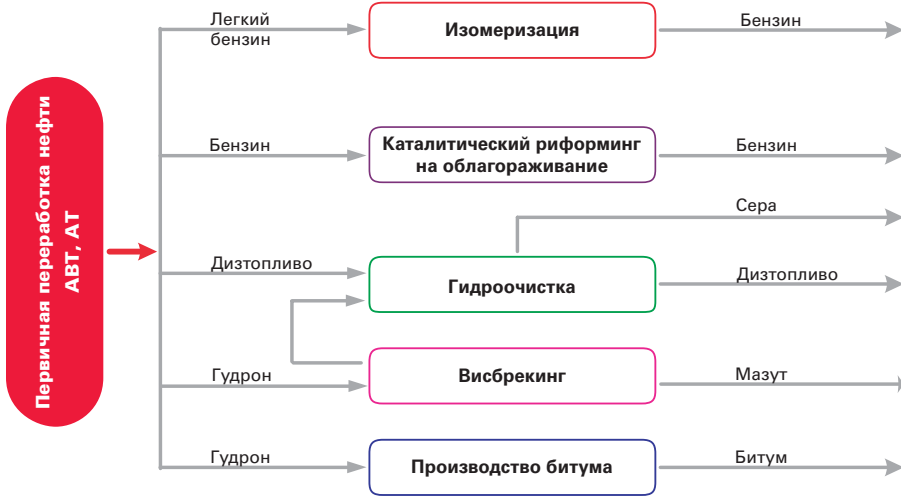 Первичная переработка нефти
АВТ, АТ
Легкий
бензин
Изомеризация
Бензин
Бензин
Каталитический риформинг
на облагораживание
Бензин
Сера
Дизтопливо
Гидроочистка
Дизтопливо
Гудрон
Висбрекинг
Мазут
Гудрон
Производство битума
Битум